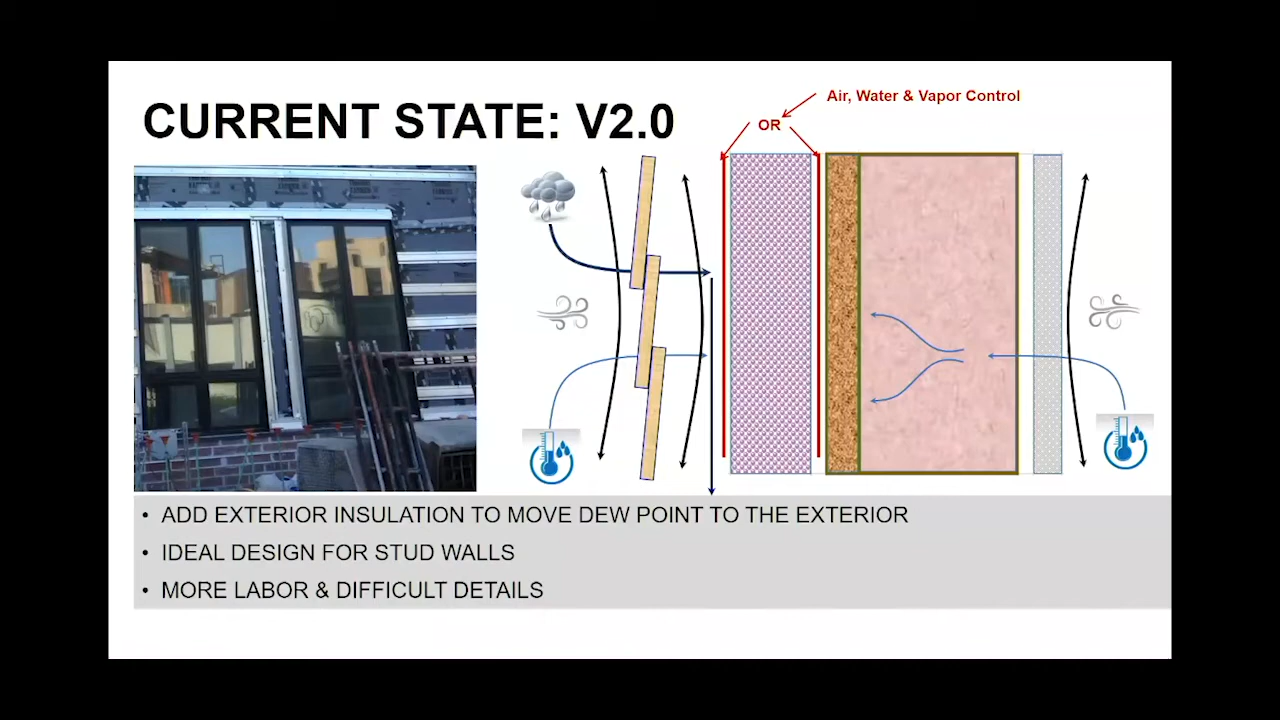 CURRENT STATE: V2.0
Air, Water & Vapor Control
OR
• ADD EXTERIOR INSULATION TO MOVE DEW POINT TO THE EXTERIOR
• IDEAL DESIGN FOR STUD WALLS
• MORE LABOR & DIFFICULT DETAILS